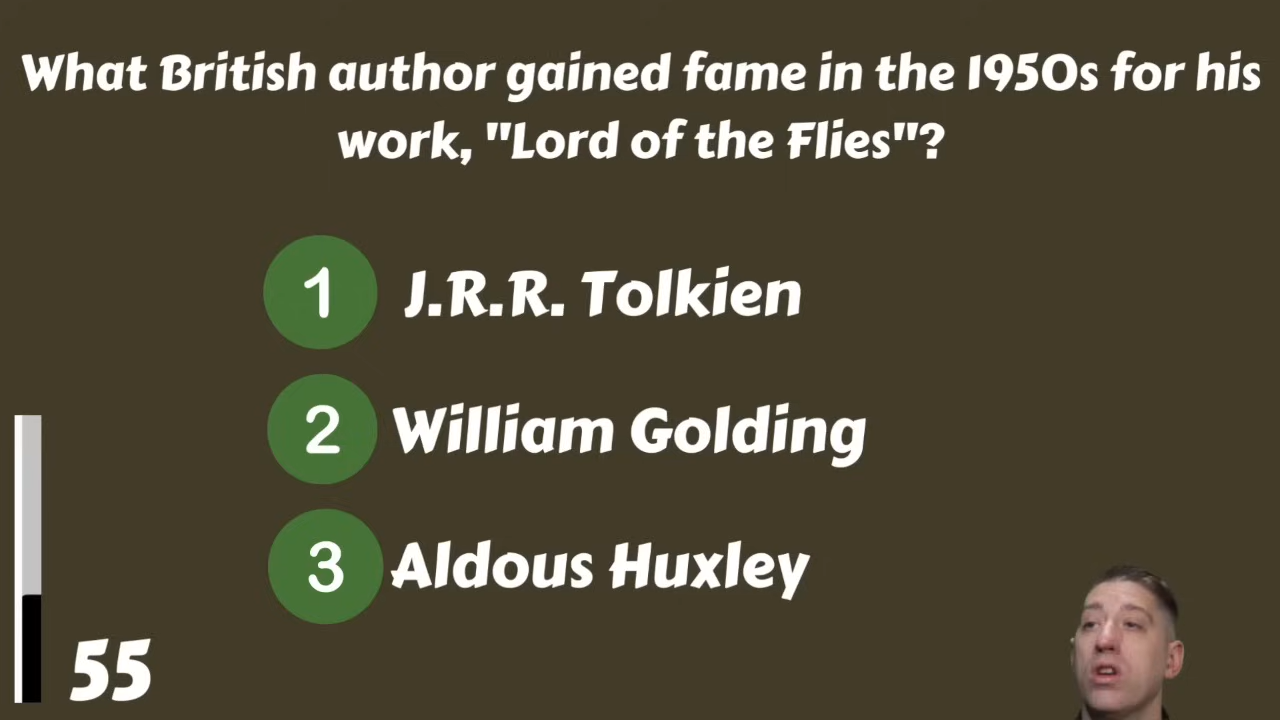 What British author gained fame in the 1950s for his
work, "Lord of the Flies"?
1 J.R.R. Tolkien
2 William Golding
3 Aldous Huxley
55